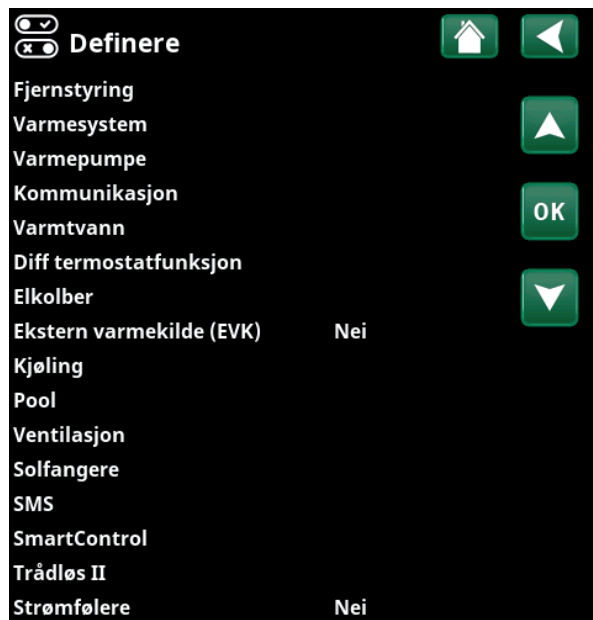 Definere
Fjernstyring
Varmesystem
Varmepumpe
Kommunikasjon
Varmtvann
OK
Diff termostatfunksjon
Elkolber
Ekstern varmekilde (EVK) Nei
Kjøling
Pool
Ventilasjon
Solfangere
SMS
SmartControl
Trådløs II
Strømfølere Nei